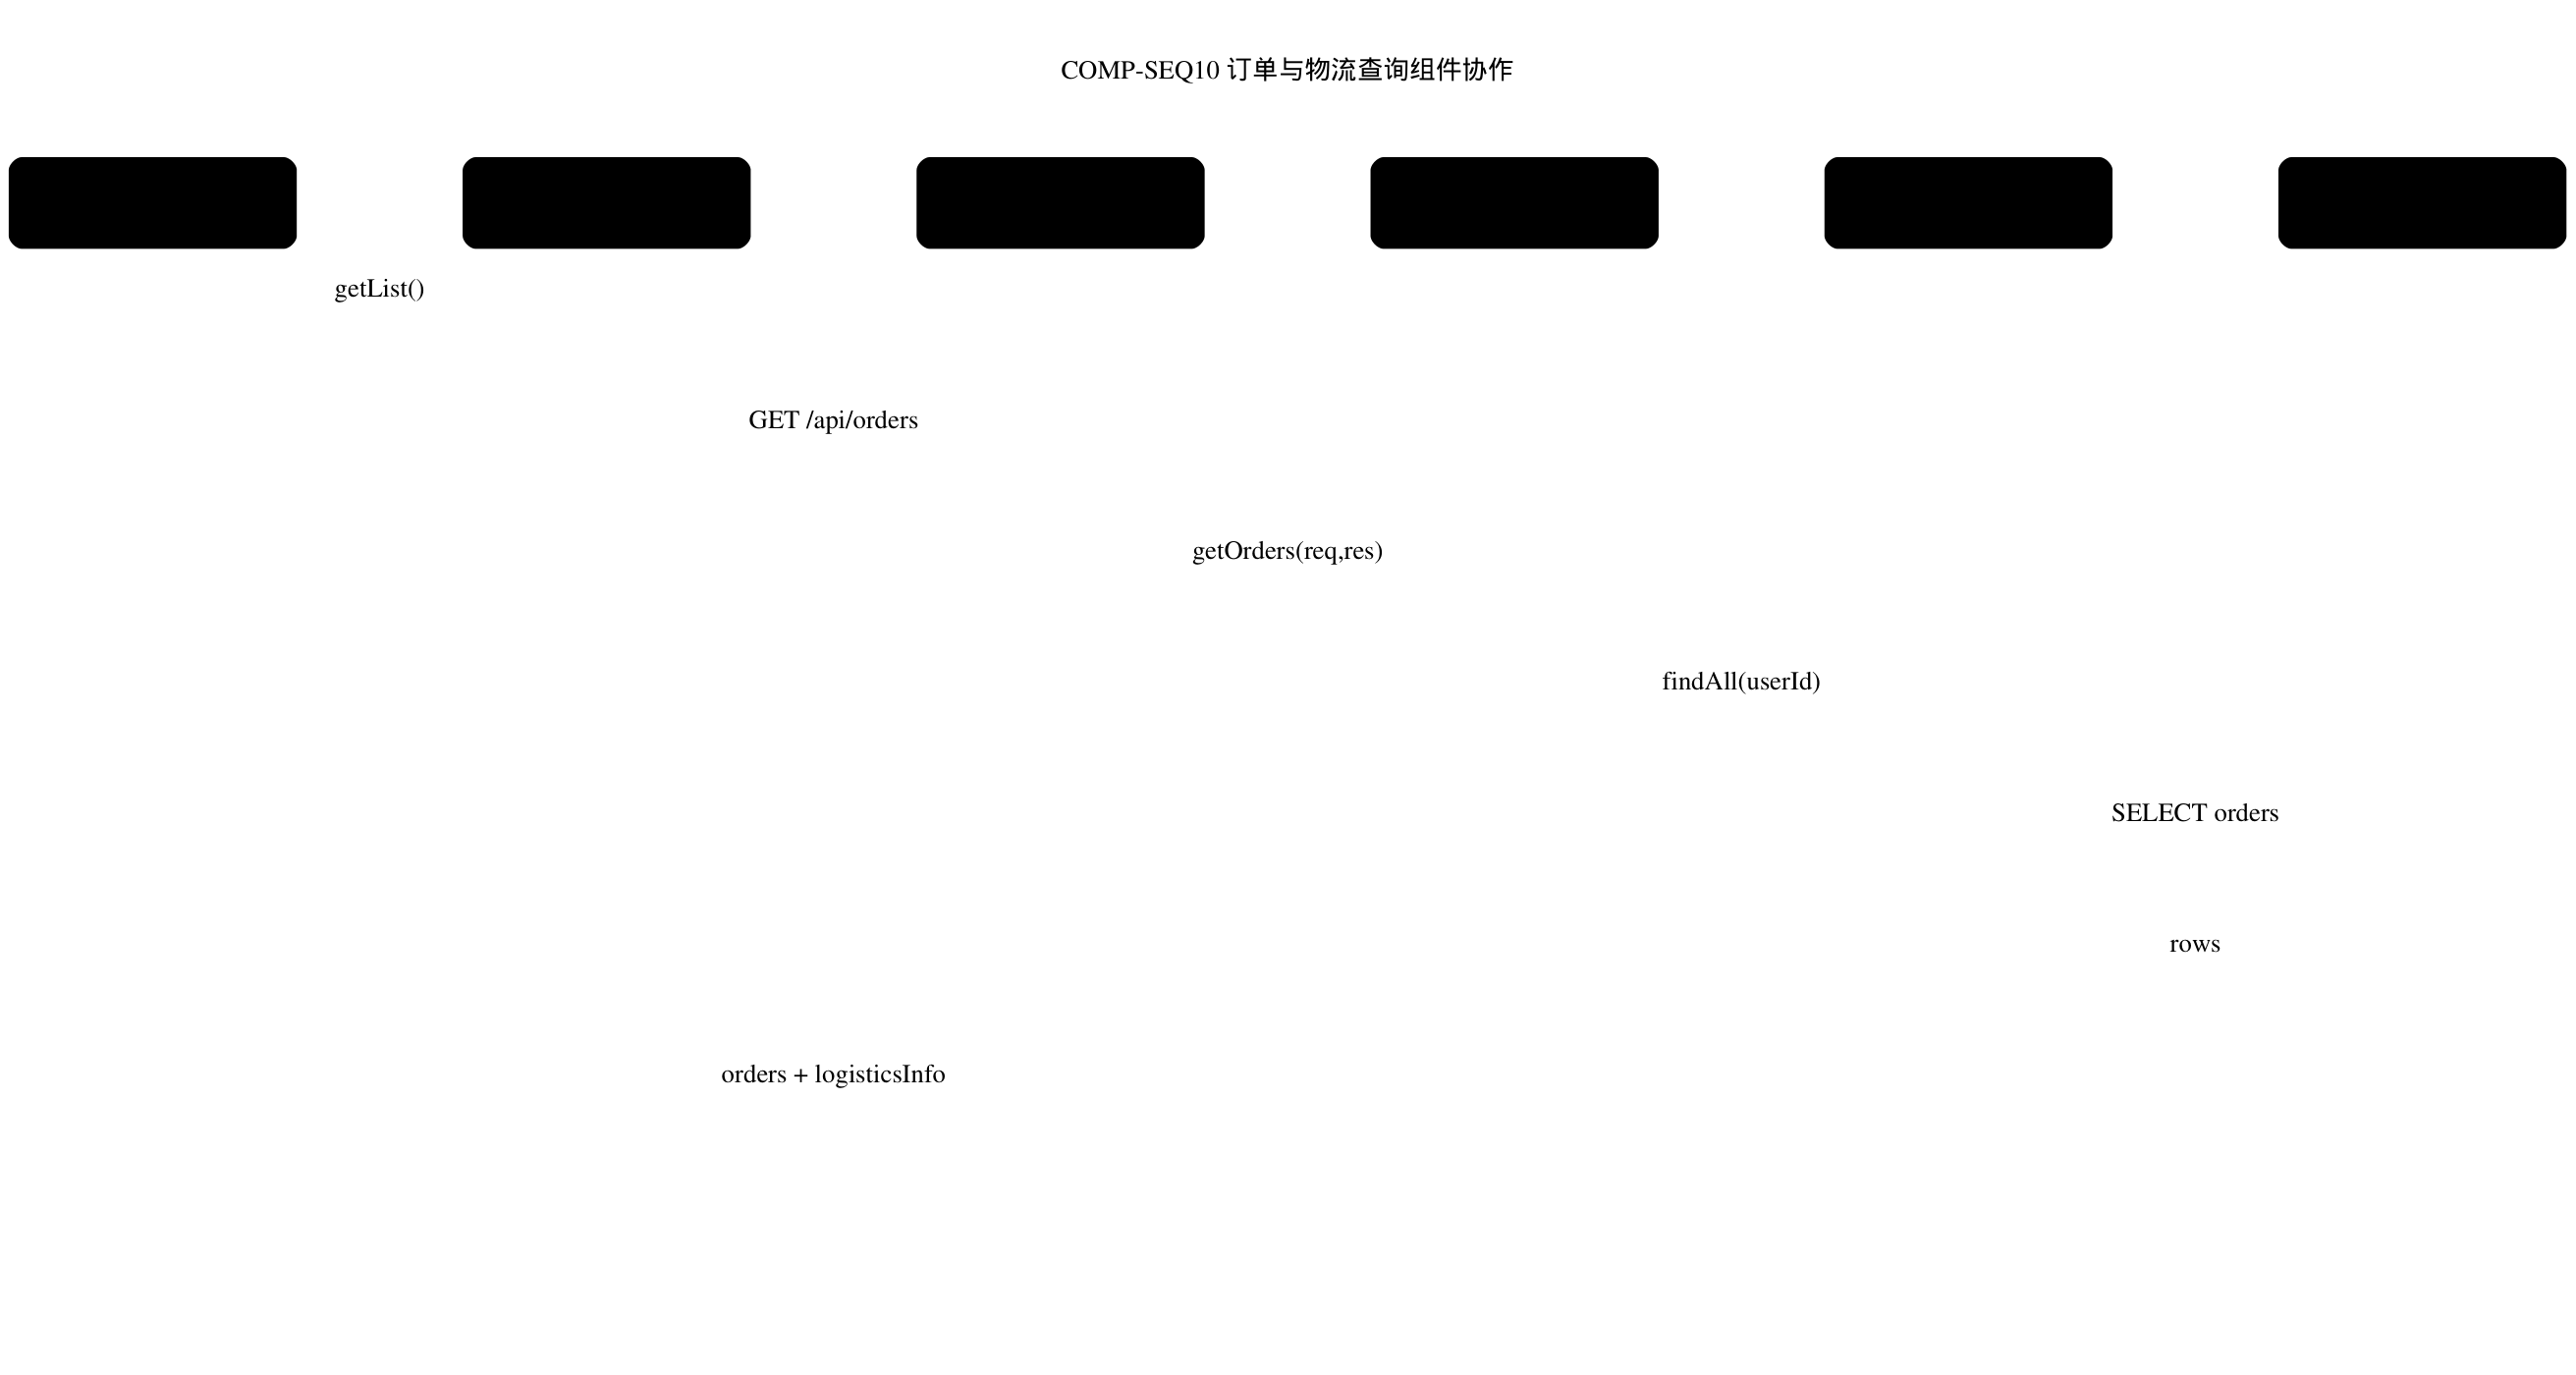 COMP-SEQ10 订单与物流查询组件协作
getList()
GET /api/orders
getOrders(req,res)
findAll(userId)
SELECT orders
rows
orders + logisticsInfo